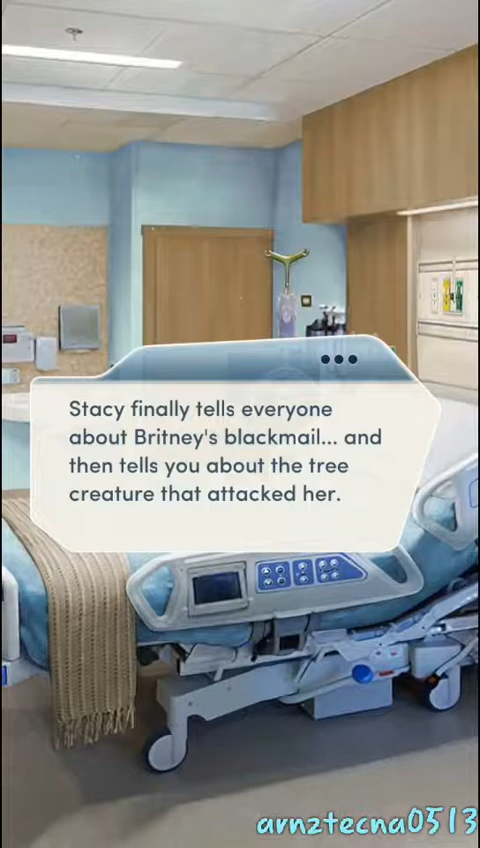 Stacy finally tells everyone
about Britney's blackmail... and
then tells you about the tree
creature that attacked her.
arnztecna0513